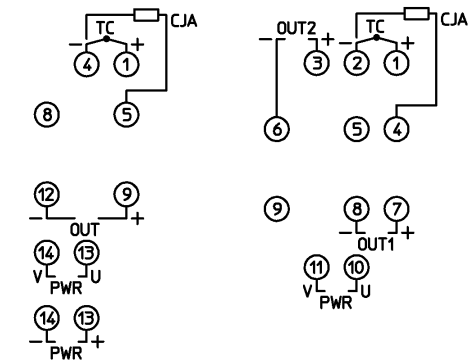 CJA
TC
− +
4 1
8 5
12 9
− OUT +
14 13
V PWR U
14 13
− PWR +
CJA
OUT2 TC
− + − +
3 2 1
6 5 4
9 8 7
− OUT1 +
11 10
V PWR U